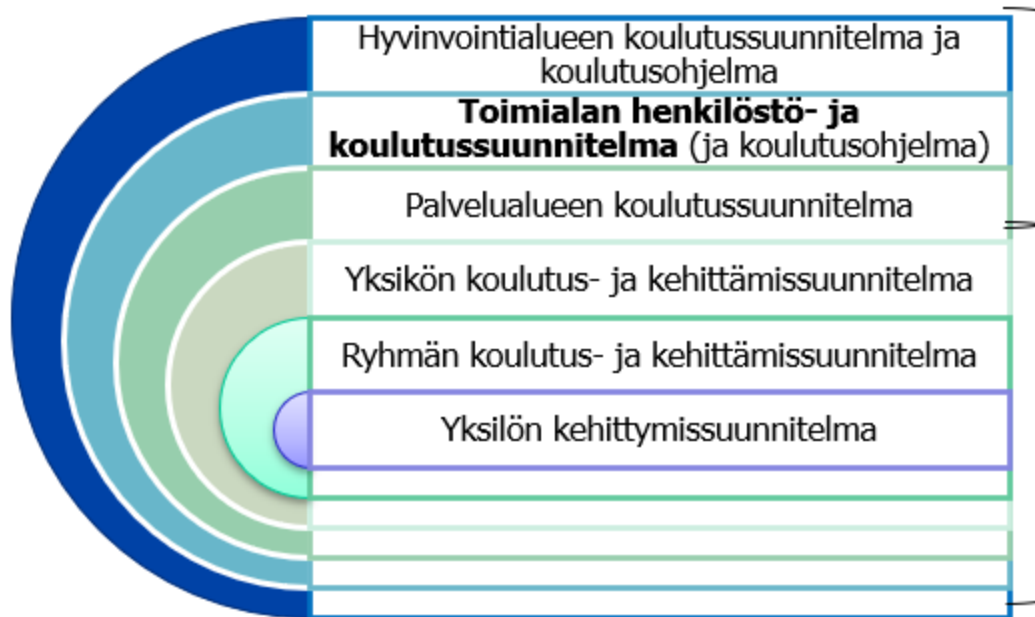 Hyvinvointialueen koulutussuunnitelma ja
koulutusohjelma
Toimialan henkilöstö- ja
koulutussuunnitelma (ja koulutusohjelma)
Palvelualueen koulutussuunnitelma
Yksikön koulutus- ja kehittämissuunnitelma
Ryhmän koulutus- ja kehittämissuunnitelma
Yksilön kehittymissuunnitelma